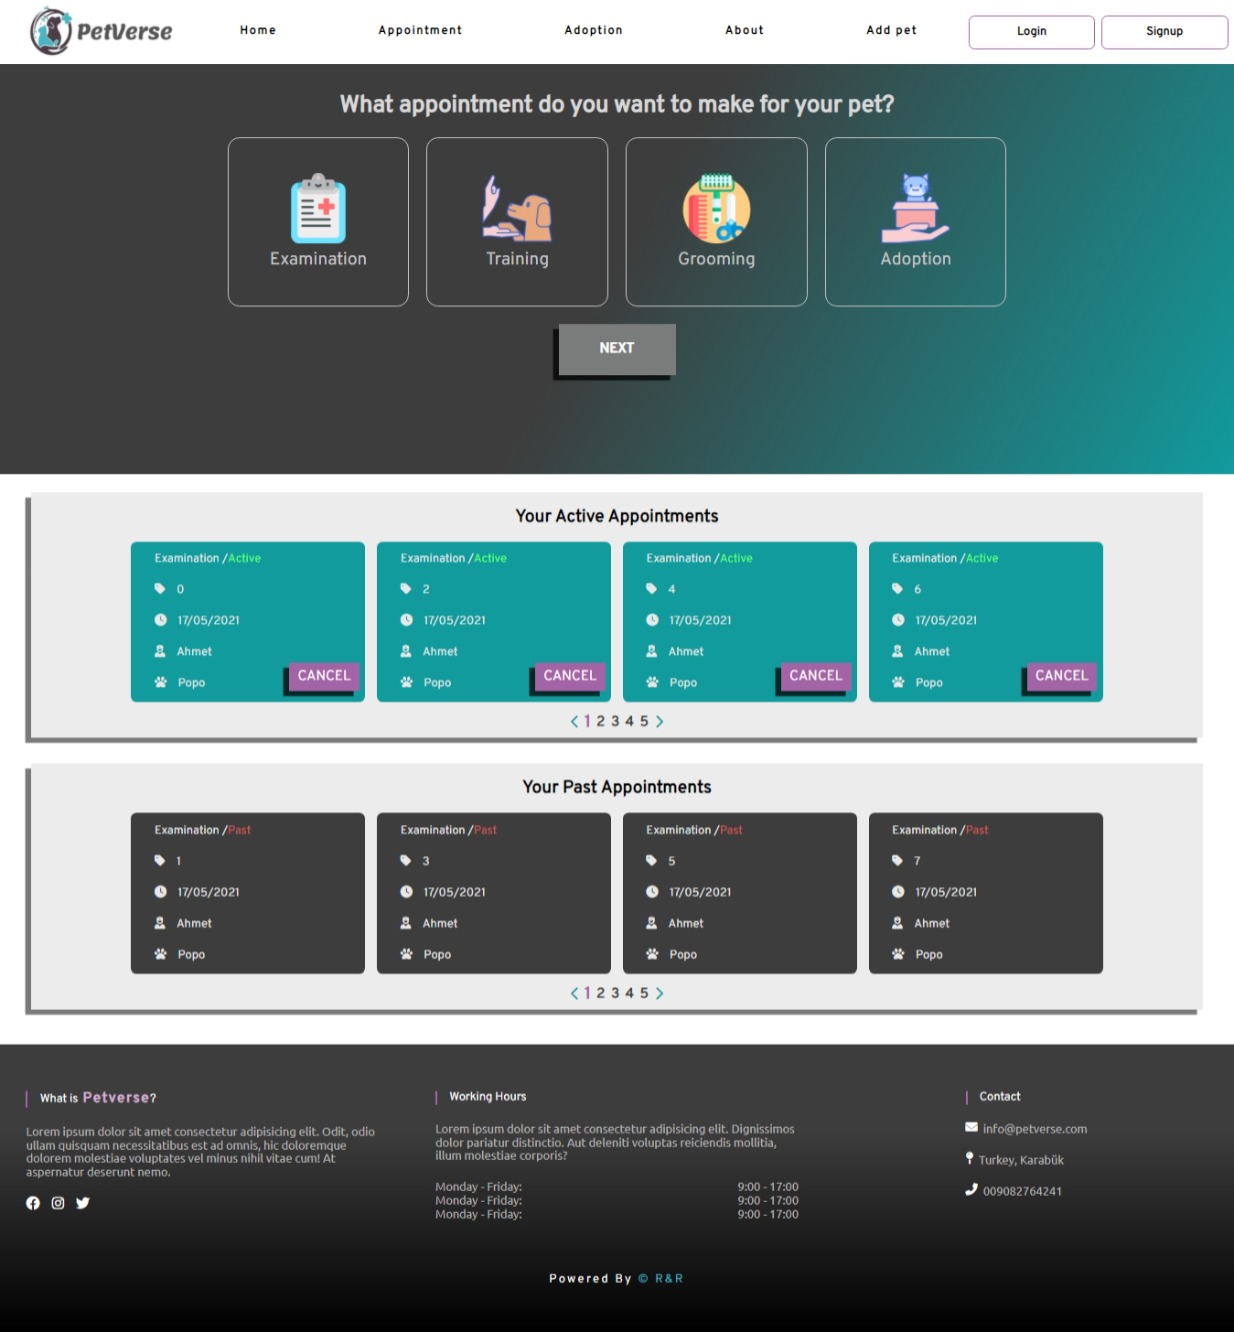 PetVerse
Home
Appointment
Adoption
About
Add pet
Login
Signup
What appointment do you want to make for your pet?
Examination
Training
Grooming
Adoption
NEXT
Your Active Appointments
Examination /Active
0
17/05/2021
Ahmet
Popo
CANCEL
Examination /Active
2
17/05/2021
Ahmet
Popo
CANCEL
Examination /Active
4
17/05/2021
Ahmet
Popo
CANCEL
Examination /Active
6
17/05/2021
Ahmet
Popo
CANCEL
< 1 2 3 4 5 >
Your Past Appointments
Examination /Past
1
17/05/2021
Ahmet
Popo
Examination /Past
3
17/05/2021
Ahmet
Popo
Examination /Past
5
17/05/2021
Ahmet
Popo
Examination /Past
7
17/05/2021
Ahmet
Popo
< 1 2 3 4 5 >
What is Petverse?
Lorem ipsum dolor sit amet consectetur adipisicing elit. Odit, odio
ullam quisquam necessitatibus est ad omnis, hic doloremque
dolorem molestiae voluptates vel minus nihil vitae cum! At
aspernatur deserunt nemo.
Working Hours
Lorem ipsum dolor sit amet consectetur adipisicing elit. Dignissimos
dolor pariatur distinctio. Aut deleniti voluptas reiciendis mollitia,
illum molestiae corporis?
Monday - Friday: 9:00 - 17:00
Monday - Friday: 9:00 - 17:00
Monday - Friday: 9:00 - 17:00
Contact
info@petverse.com
Turkey, Karabük
009082764241
Powered By © R&R